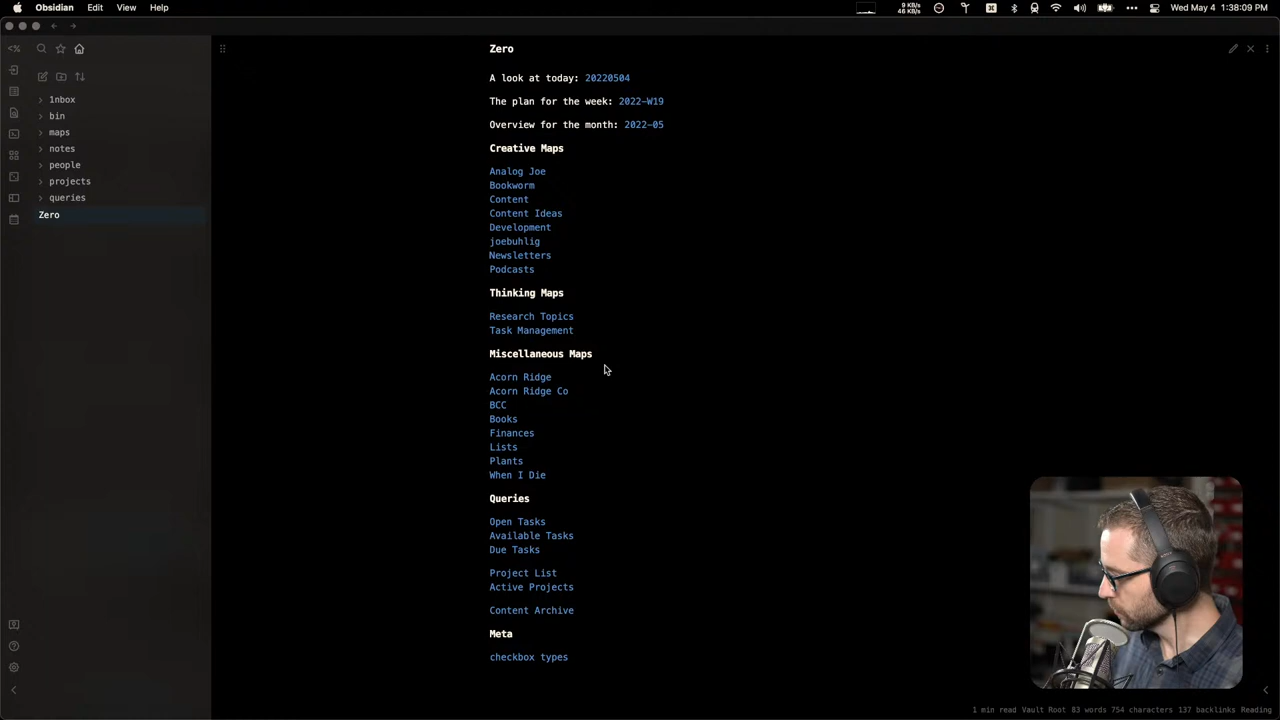 Obsidian Edit View Help
9 KB/s
46 KB/s
Wed May 4 1:38:09 PM
Zero
A look at today: 20220504
1nbox
The plan for the week: 2022-W19
bin
Overview for the month: 2022-05
maps
Creative Maps
notes
people
Analog Joe
projects
Bookworm
queries
Content
Zero
Content Ideas
Development
joebuhlig
Newsletters
Podcasts
Thinking Maps
Research Topics
Task Management
Miscellaneous Maps
Acorn Ridge
Acorn Ridge Co
BCC
Books
Finances
Lists
Plants
When I Die
Queries
Open Tasks
Available Tasks
Due Tasks
Project List
Active Projects
Content Archive
Meta
checkbox types
1 min read Vault Root 83 words 754 characters 137 backlinks Reading